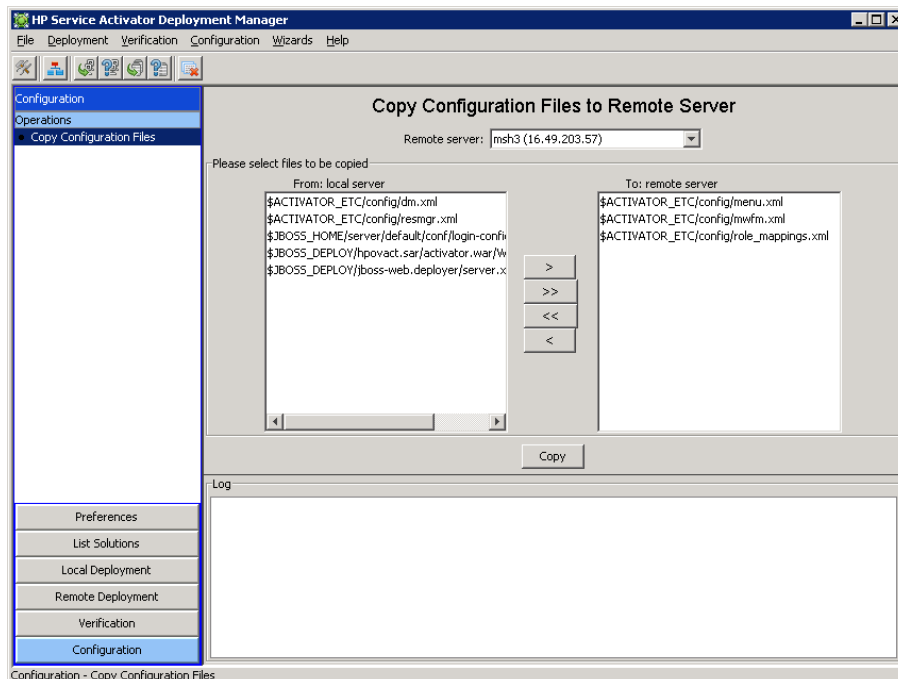 HP Service Activator Deployment Manager
File Deployment Verification Configuration Wizards Help
Configuration
Operations
Copy Configuration Files
Copy Configuration Files to Remote Server
Remote server: msh3 (16.49.203.57)
Please select files to be copied
From: local server
$ACTIVATOR_ETC/config/dm.xml
$ACTIVATOR_ETC/config/resmgr.xml
$JBOSS_HOME/server/default/conf/login-confi
$JBOSS_DEPLOY/hpovact.sar/activator.war/W
$JBOSS_DEPLOY/jboss-web.deployer/server.x
>
>>
<<
<
To: remote server
$ACTIVATOR_ETC/config/menu.xml
$ACTIVATOR_ETC/config/mwfm.xml
$ACTIVATOR_ETC/config/role_mappings.xml
Copy
Log
Preferences
List Solutions
Local Deployment
Remote Deployment
Verification
Configuration
Configuration - Copy Configuration Files